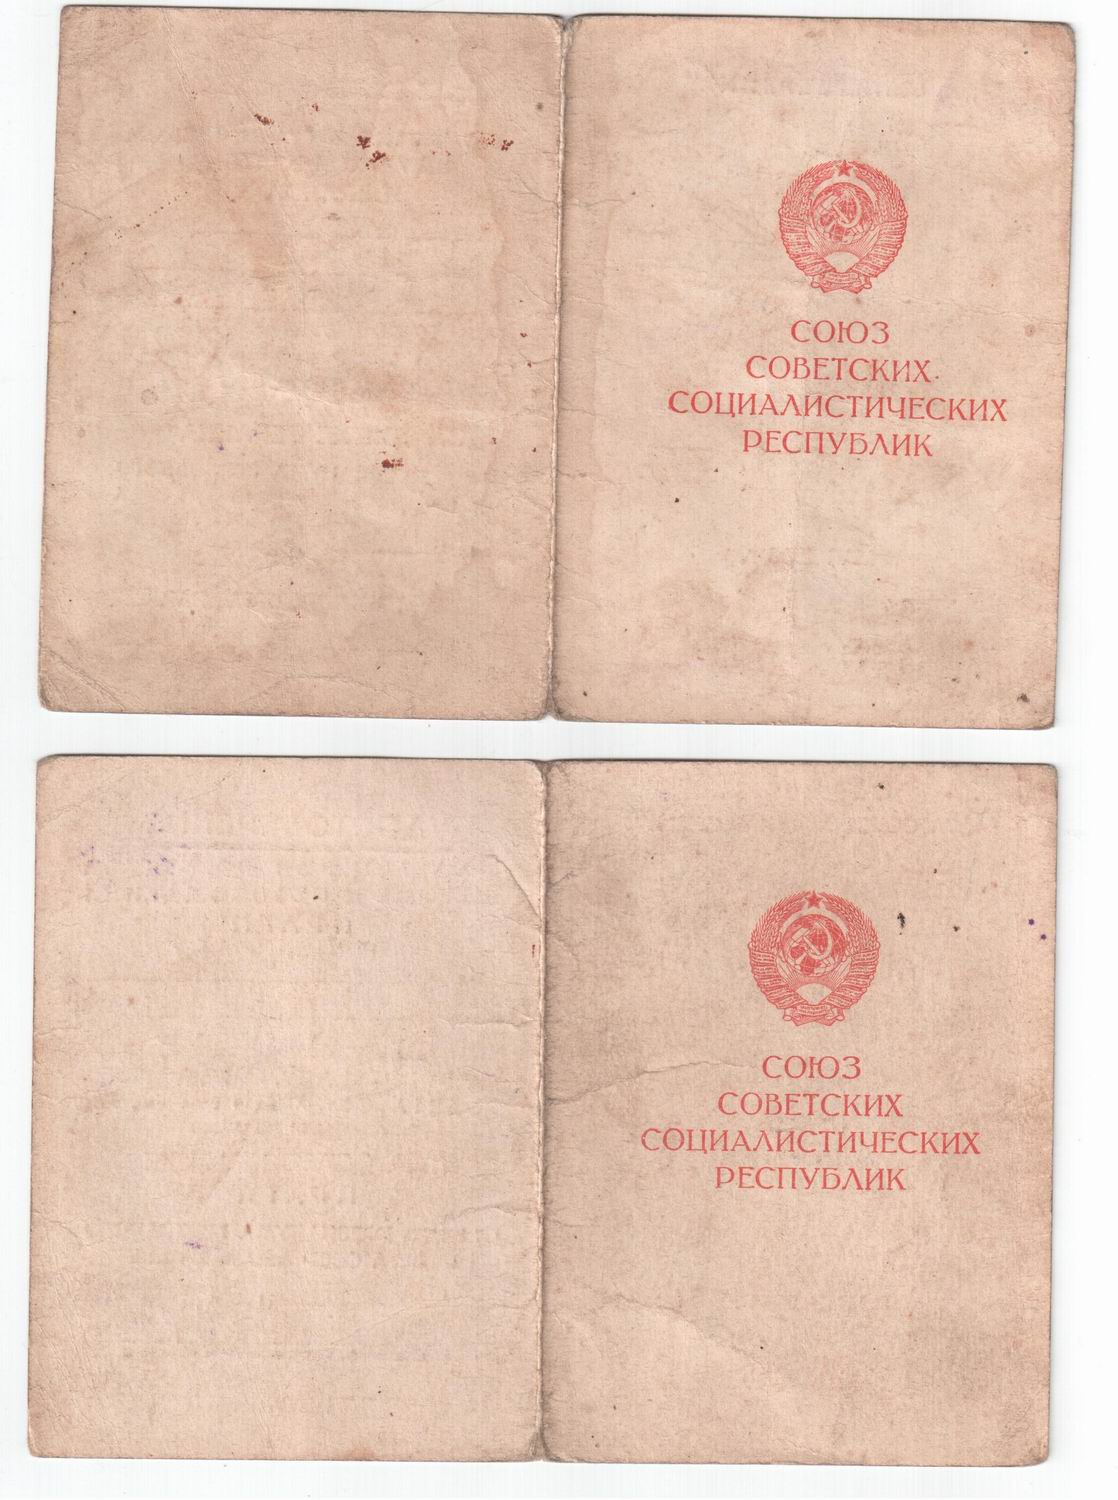 СОЮЗ
СОВЕТСКИХ
СОЦИАЛИСТИЧЕСКИХ
РЕСПУБЛИК
СОЮЗ
СОВЕТСКИХ
СОЦИАЛИСТИЧЕСКИХ
РЕСПУБЛИК